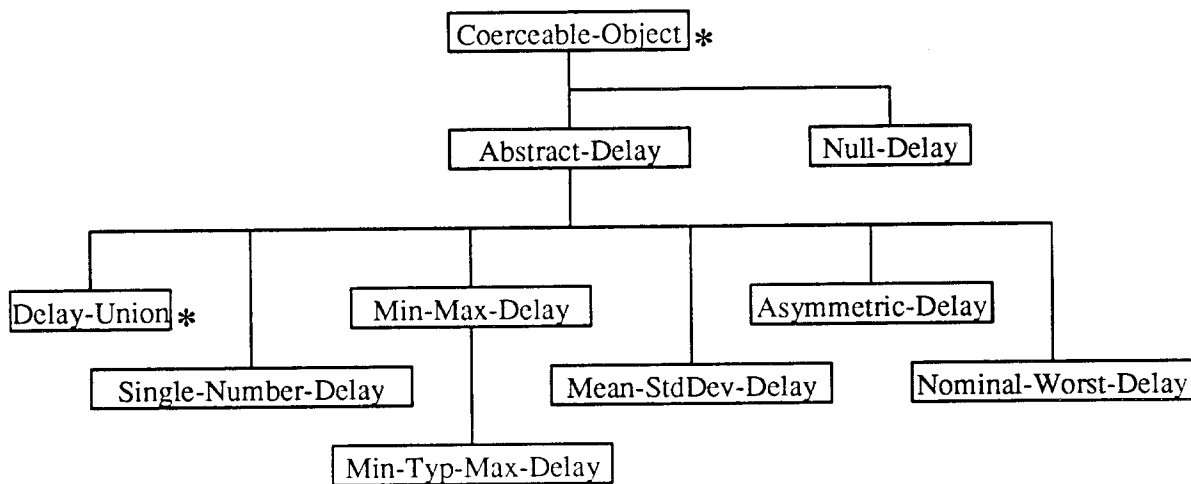 Coerceable-Object *
Abstract-Delay
Null-Delay
Delay-Union *
Min-Max-Delay
Asymmetric-Delay
Single-Number-Delay
Mean-StdDev-Delay
Nominal-Worst-Delay
Min-Typ-Max-Delay